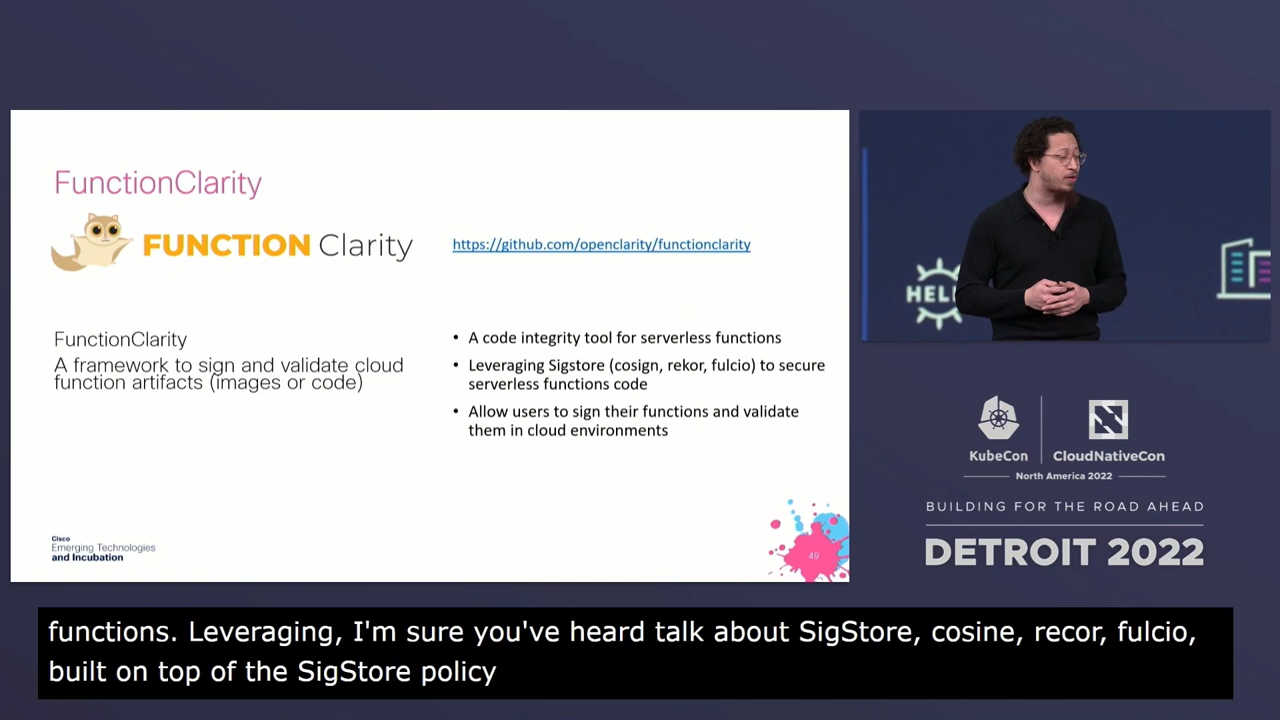 FunctionClarity
FUNCTION Clarity
https://github.com/openclarity/functionclarity
FunctionClarity
A framework to sign and validate cloud
function artifacts (images or code)
• A code integrity tool for serverless functions
• Leveraging Sigstore (cosign, rekor, fulcio) to secure
serverless functions code
• Allow users to sign their functions and validate
them in cloud environments
Cisco
Emerging Technologies
and Incubation
49
HEL
KubeCon
CloudNativeCon
North America 2022
BUILDING FOR THE ROAD AHEAD
DETROIT 2022
functions. Leveraging, I'm sure you've heard talk about SigStore, cosine, recor, fulcio,
built on top of the SigStore policy